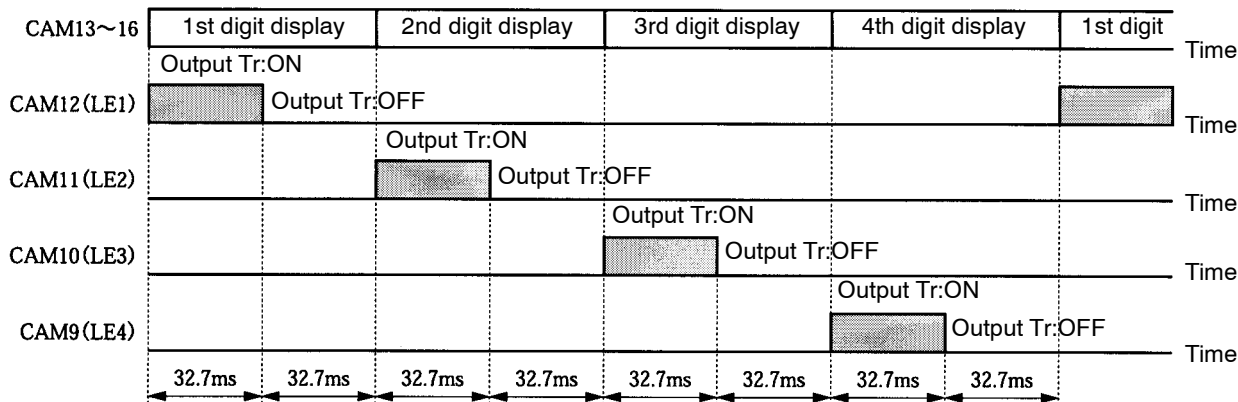 CAM13～16 1st digit display 2nd digit display 3rd digit display 4th digit display 1st digit
Time
Output Tr:ON
CAM12(LE1) Output Tr:OFF
Time
Output Tr:ON
CAM11(LE2) Output Tr:OFF
Time
Output Tr:ON
CAM10(LE3) Output Tr:OFF
Time
Output Tr:ON
CAM9(LE4) Output Tr:OFF
Time
32.7ms 32.7ms 32.7ms 32.7ms 32.7ms 32.7ms 32.7ms 32.7ms